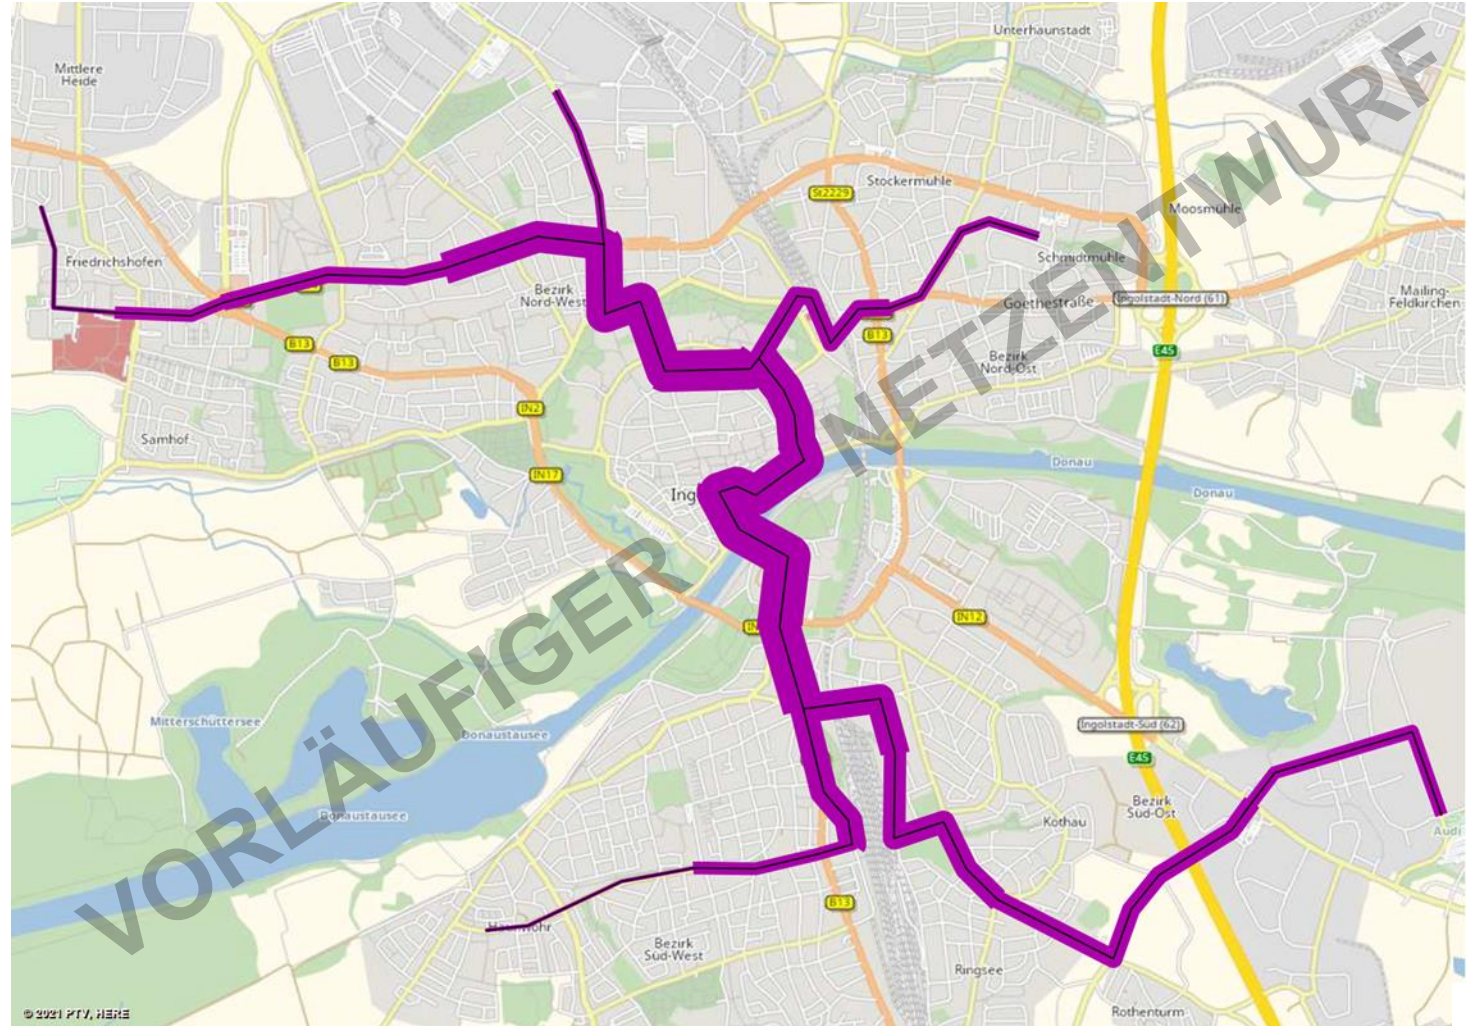 Unterhaunstadt
Mittlere
Heide
Stockermühle
St2229
Moosmühle
Friedrichshofen
Schmidtmühle
Bezirk
Nord-West
Goethestraße
Ingolstadt-Nord (61)
Mailing-
Feldkirchen
B13
B13
B13
E45
Bezirk
Nord-Ost
IN2
Samhof
Donau
IN17
Ing
Donau
IN12
Mitterschüttersee
Donaustausee
Ingolstadt-Süd (62)
E45
Bezirk
Süd-Ost
Donaustausee
Kothau
Audi
B13
Bezirk
Süd-West
Ringsee
Rothenturm
VORLÄUFIGER NETZENTWURF
© 2021 PTV, HERE